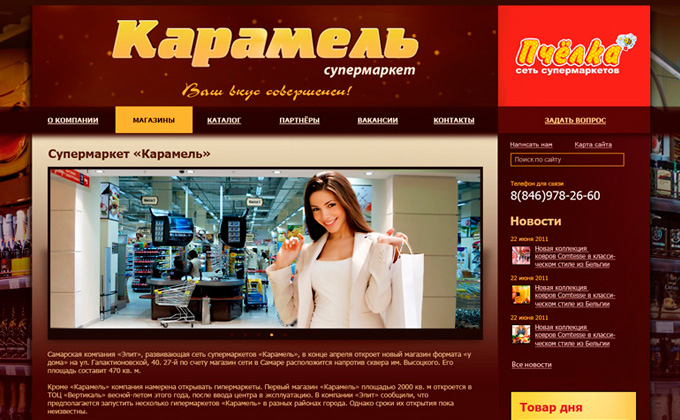 Карамель
супермаркет
Ваш вкус совершенен!
Пчёлка
сеть супермаркетов
О КОМПАНИИ
МАГАЗИНЫ
КАТАЛОГ
ПАРТНЁРЫ
ВАКАНСИИ
КОНТАКТЫ
ЗАДАТЬ ВОПРОС
Супермаркет «Карамель»
Самарская компания «Элит», развивающая сеть супермаркетов «Карамель», в конце апреля откроет новый магазин формата «у
дома» на ул. Галактионовской, 40. 27-й по счету магазин сети в Самаре расположится напротив сквера им. Высоцкого. Его
площадь составит 470 кв. м.
Кроме «Карамель» компания намерена открывать гипермаркеты. Первый магазин «Карамель» площадью 2000 кв. м откроется в
ТОЦ «Вертикаль» весной-летом этого года, после ввода центра в эксплуатацию. В компании «Элит» сообщили, что
предполагается запустить несколько гипермаркетов «Карамель» в разных районах города. Однако сроки их открытия пока
неизвестны.
Написать нам
Карта сайта
Поиск по сайту
Телефон для связи
8(846)978-26-60
Новости
22 июня 2011
Новая коллекция
ковров Comtesse в класси-
ческом стиле из Бельгии
22 июня 2011
Новая коллекция
ковров Comtesse в класси-
ческом стиле из Бельгии
22 июня 2011
Новая коллекция
ковров Comtesse в класси-
ческом стиле из Бельгии
Все новости
Товар дня